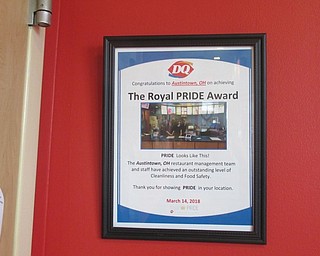 DQ
Congratulations to Austintown, OH on achieving
The Royal PRIDE Award
PRIDE Looks Like This!
The Austintown, OH restaurant management team
and staff have achieved an outstanding level of
Cleanliness and Food Safety.
Thank you for showing PRIDE in your location.
March 14, 2018